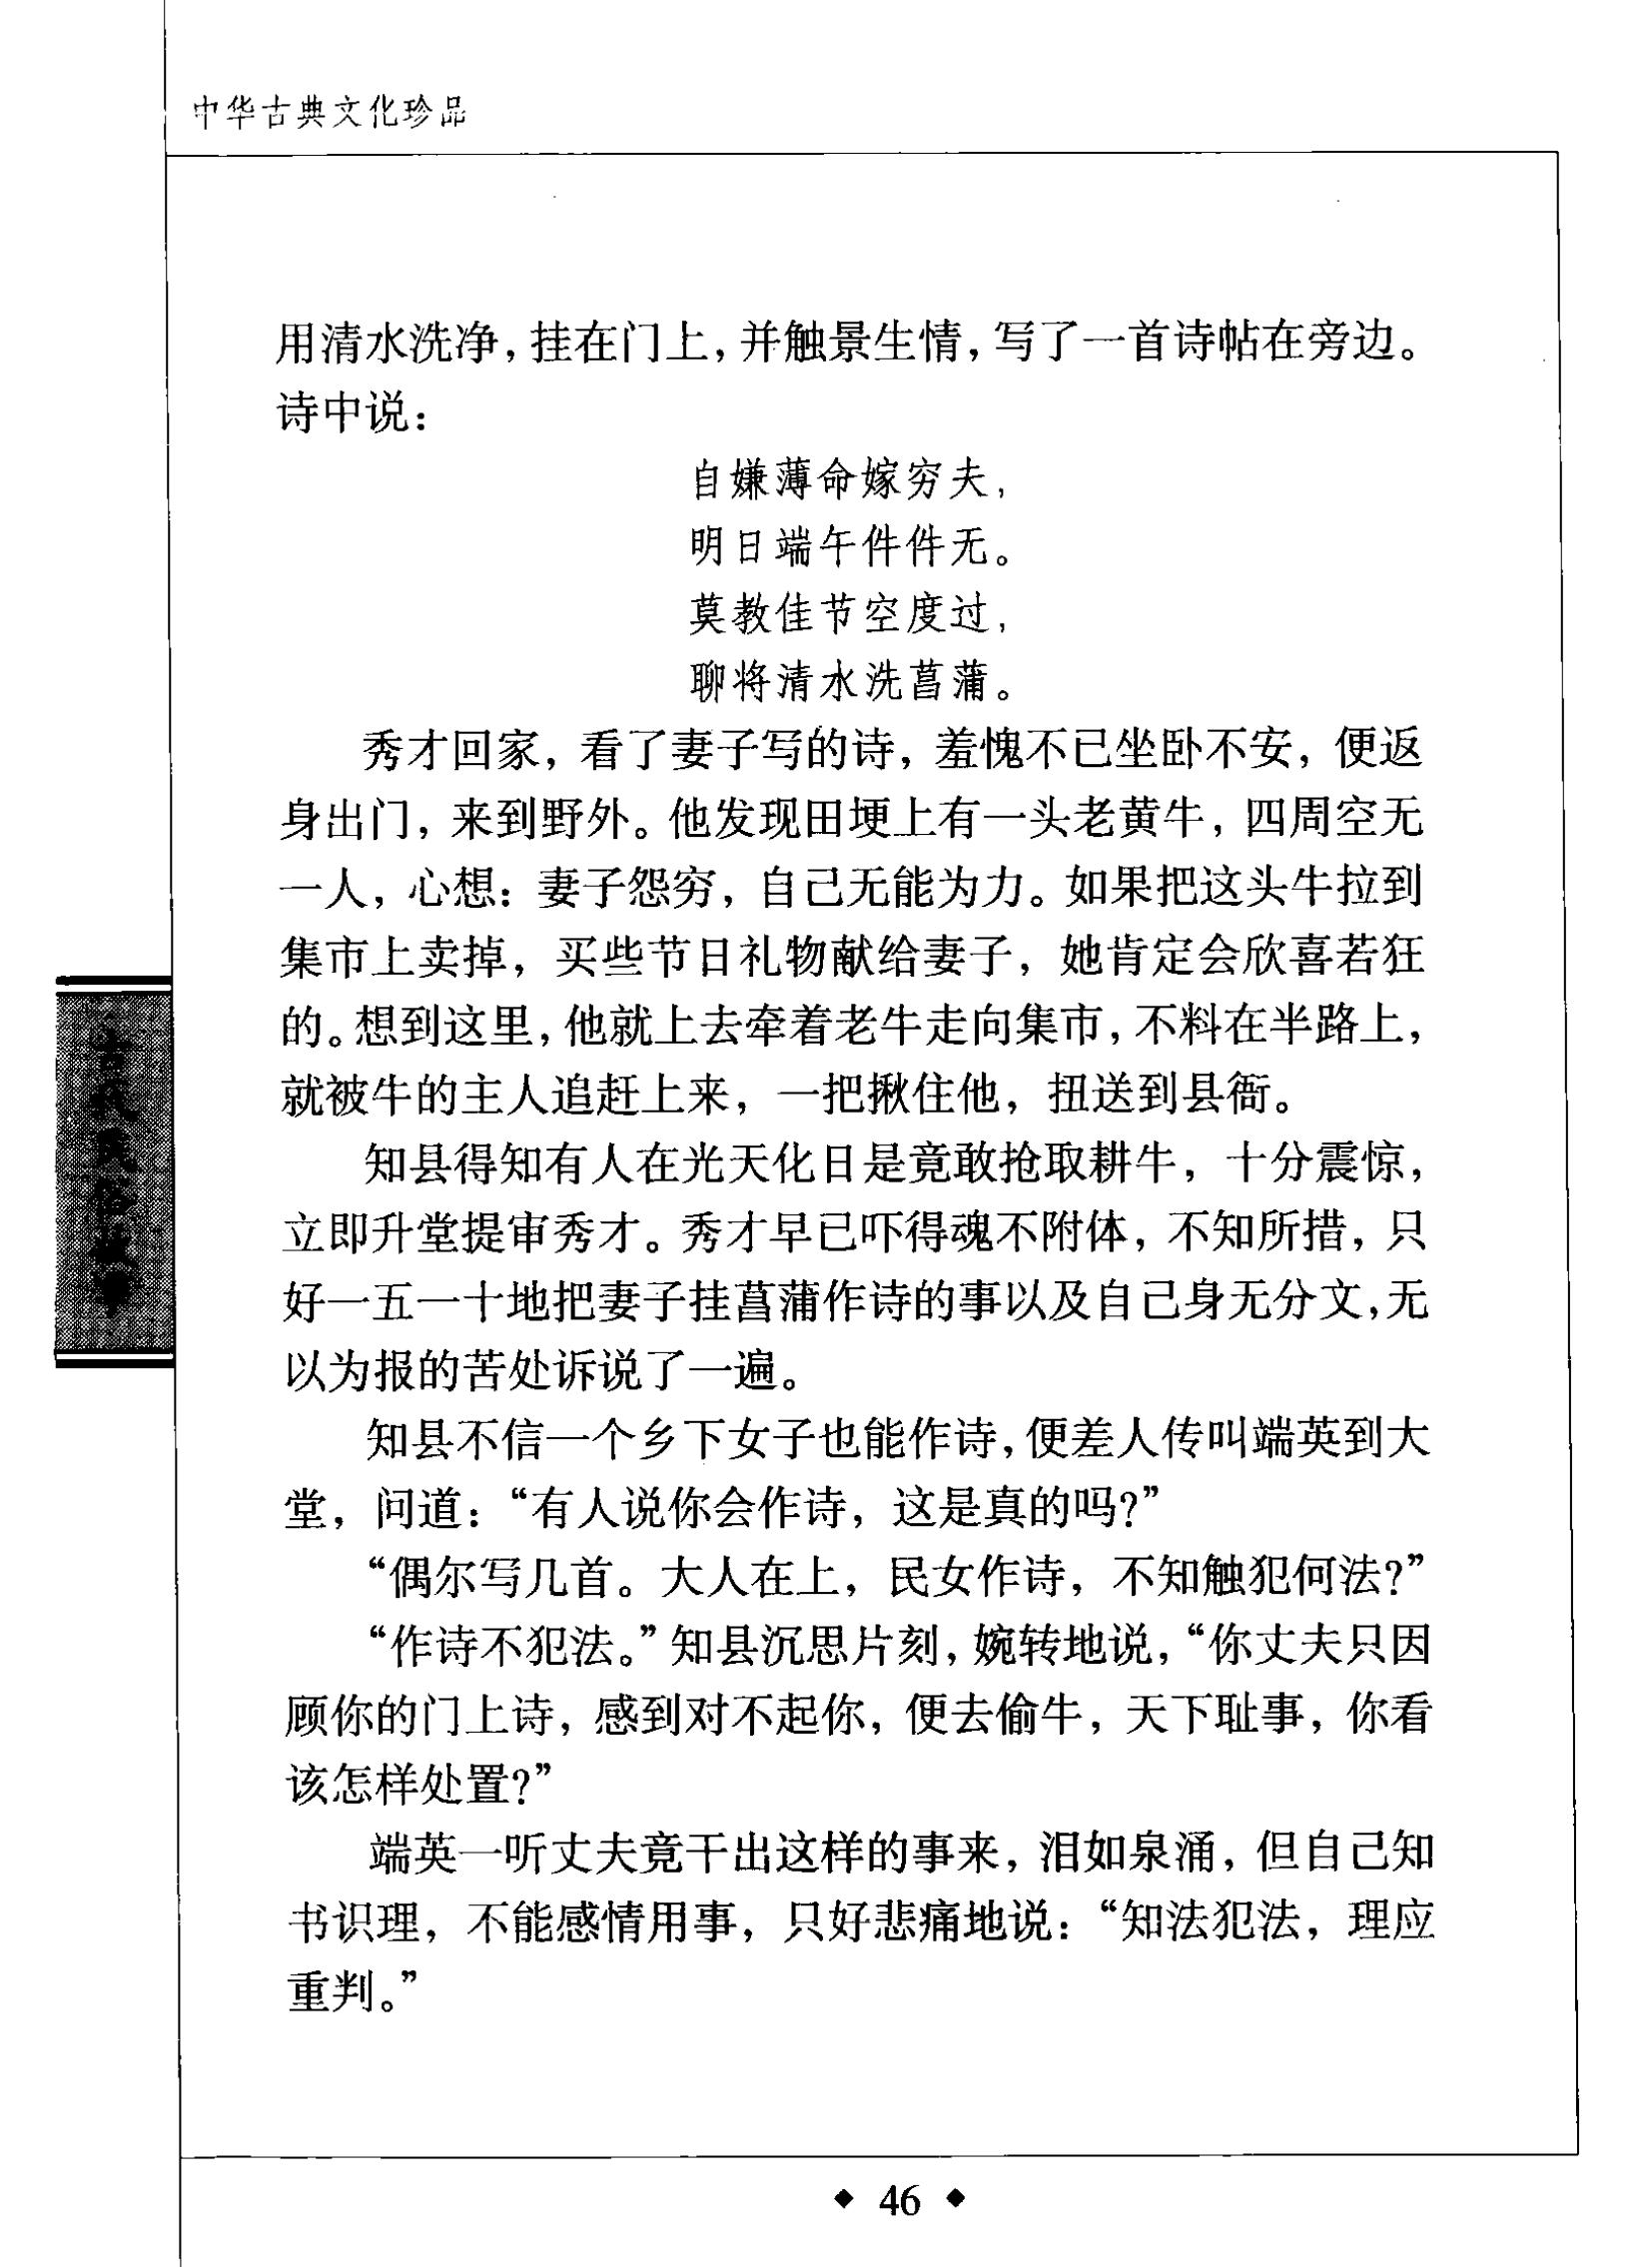 中华古典文化珍品
用清水洗净，挂在门上，并触景生情，写了一首诗帖在旁边。
诗中说：
自嫌薄命嫁穷夫，
明日端午件件无。
莫教佳节空度过，
聊将清水洗菖蒲。
秀才回家，看了妻子写的诗，羞愧不已坐卧不安，便返
身出门，来到野外。他发现田埂上有一头老黄牛，四周空无
一人，心想：妻子怨穷，自己无能为力。如果把这头牛拉到
集市上卖掉，买些节日礼物献给妻子，她肯定会欣喜若狂
的。想到这里，他就上去牵着老牛走向集市，不料在半路上，
就被牛的主人追赶上来，一把揪住他，扭送到县衙。
知县得知有人在光天化日是竟敢抢取耕牛，十分震惊，
立即升堂提审秀才。秀才早已吓得魂不附体，不知所措，只
好一五一十地把妻子挂菖蒲作诗的事以及自己身无分文，无
以为报的苦处诉说了一遍。
知县不信一个乡下女子也能作诗，便差人传叫端英到大
堂，问道：“有人说你会作诗，这是真的吗？”
“偶尔写几首。大人在上，民女作诗，不知触犯何法？”
“作诗不犯法。”知县沉思片刻，婉转地说，“你丈夫只因
顾你的门上诗，感到对不起你，便去偷牛，天下耻事，你看
该怎样处置？”
端英一听丈夫竟干出这样的事来，泪如泉涌，但自己知
书识理，不能感情用事，只好悲痛地说：“知法犯法，理应
重判。”
古代民俗故事
◆ 46 ◆